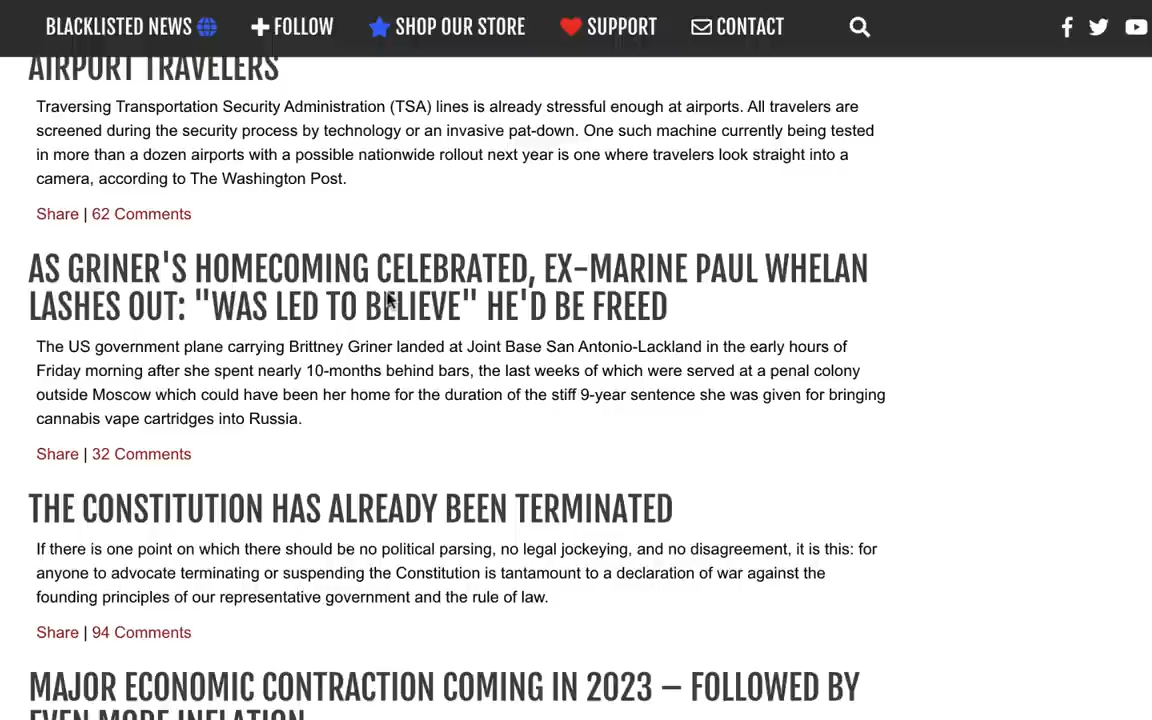 BLACKLISTED NEWS FOLLOW SHOP OUR STORE SUPPORT CONTACT
AIRPORT TRAVELERS
Traversing Transportation Security Administration (TSA) lines is already stressful enough at airports. All travelers are
screened during the security process by technology or an invasive pat-down. One such machine currently being tested
in more than a dozen airports with a possible nationwide rollout next year is one where travelers look straight into a
camera, according to The Washington Post.
Share | 62 Comments
AS GRINER'S HOMECOMING CELEBRATED, EX-MARINE PAUL WHELAN
LASHES OUT: "WAS LED TO BELIEVE" HE'D BE FREED
The US government plane carrying Brittney Griner landed at Joint Base San Antonio-Lackland in the early hours of
Friday morning after she spent nearly 10-months behind bars, the last weeks of which were served at a penal colony
outside Moscow which could have been her home for the duration of the stiff 9-year sentence she was given for bringing
cannabis vape cartridges into Russia.
Share | 32 Comments
THE CONSTITUTION HAS ALREADY BEEN TERMINATED
If there is one point on which there should be no political parsing, no legal jockeying, and no disagreement, it is this: for
anyone to advocate terminating or suspending the Constitution is tantamount to a declaration of war against the
founding principles of our representative government and the rule of law.
Share | 94 Comments
MAJOR ECONOMIC CONTRACTION COMING IN 2023 – FOLLOWED BY
EVEN MORE INFLATION